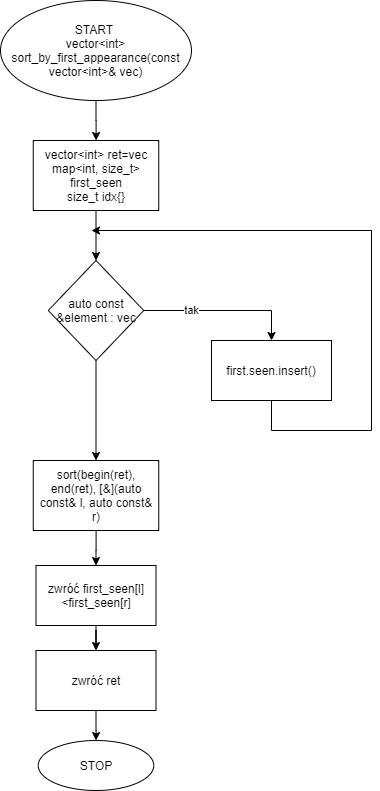 START
vector<int>
sort_by_first_appearance(const
vector<int>& vec)
vector<int> ret=vec
map<int, size_t>
first_seen
size_t idx{}
auto const
&element : vec
tak
first.seen.insert()
sort(begin(ret),
end(ret), [&](auto
const& l, auto const&
r)
zwróć first_seen[l]
<first_seen[r]
zwróć ret
STOP